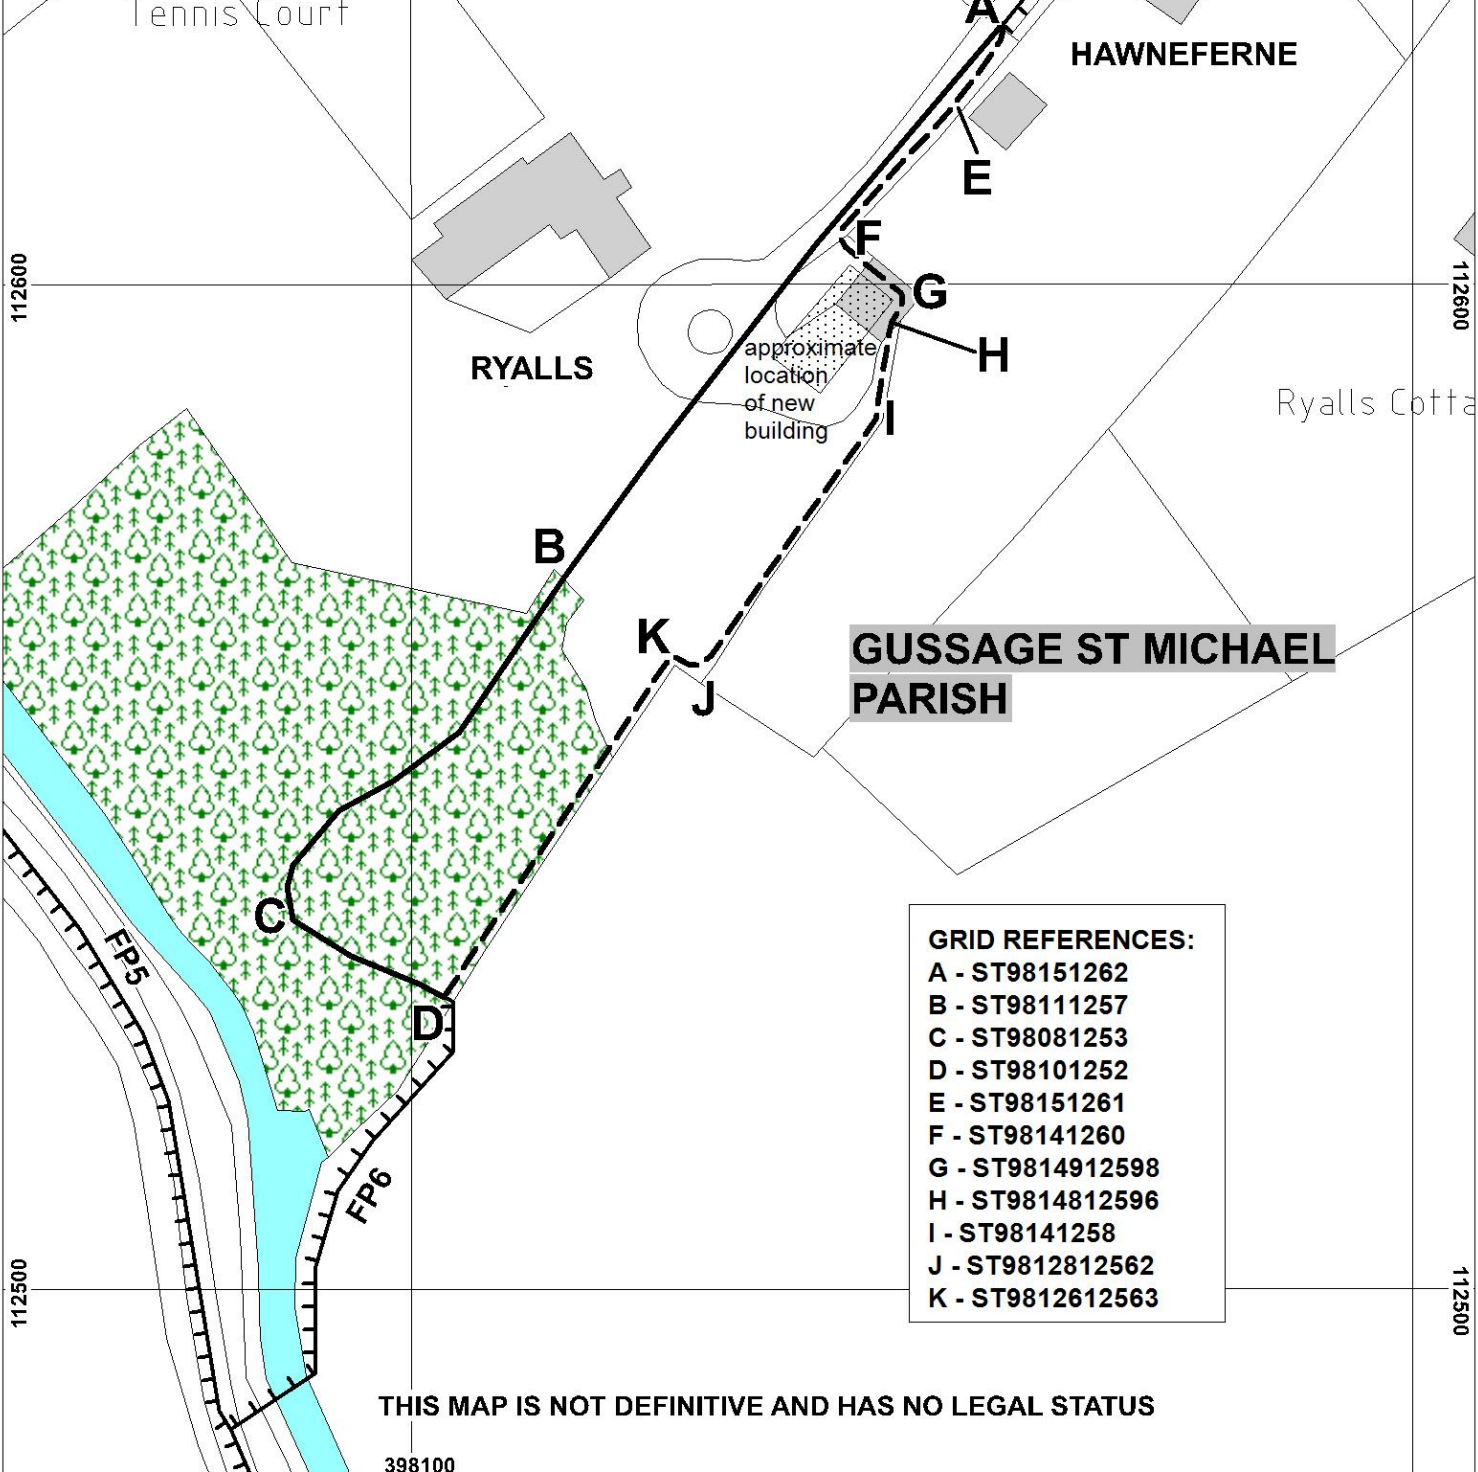 Tennis Court
A
HAWNEFERNE
E
F
112600
112600
G
H
RYALLS
approximate
location
of new
building
Ryalls Cotta
I
B
K
GUSSAGE ST MICHAEL
PARISH
J
C
FP5
D
GRID REFERENCES:
A - ST98151262
B - ST98111257
C - ST98081253
D - ST98101252
E - ST98151261
F - ST98141260
G - ST9814912598
H - ST9814812596
I - ST98141258
J - ST9812812562
K - ST9812612563
FP6
112500
112500
THIS MAP IS NOT DEFINITIVE AND HAS NO LEGAL STATUS
398100